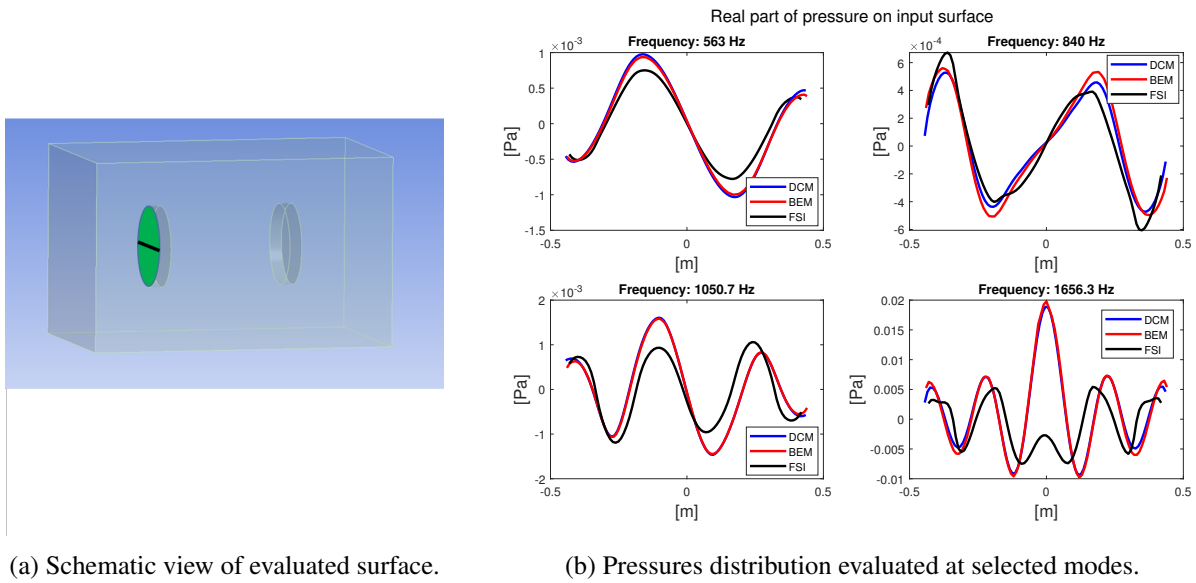 Real part of pressure on input surface
×10⁻³
Frequency: 563 Hz
1
0.5
0
-0.5
-1
-1.5
[Pa]
-0.5
0
0.5
[m]
DCM
BEM
FSI
×10⁻⁴
Frequency: 840 Hz
6
4
2
0
-2
-4
-6
[Pa]
-0.5
0
0.5
[m]
DCM
BEM
FSI
×10⁻³
Frequency: 1050.7 Hz
2
1
0
-1
-2
[Pa]
-0.5
0
0.5
[m]
DCM
BEM
FSI
Frequency: 1656.3 Hz
0.02
0.015
0.01
0.005
0
-0.005
-0.01
[Pa]
-0.5
0
0.5
[m]
DCM
BEM
FSI
(a) Schematic view of evaluated surface.
(b) Pressures distribution evaluated at selected modes.